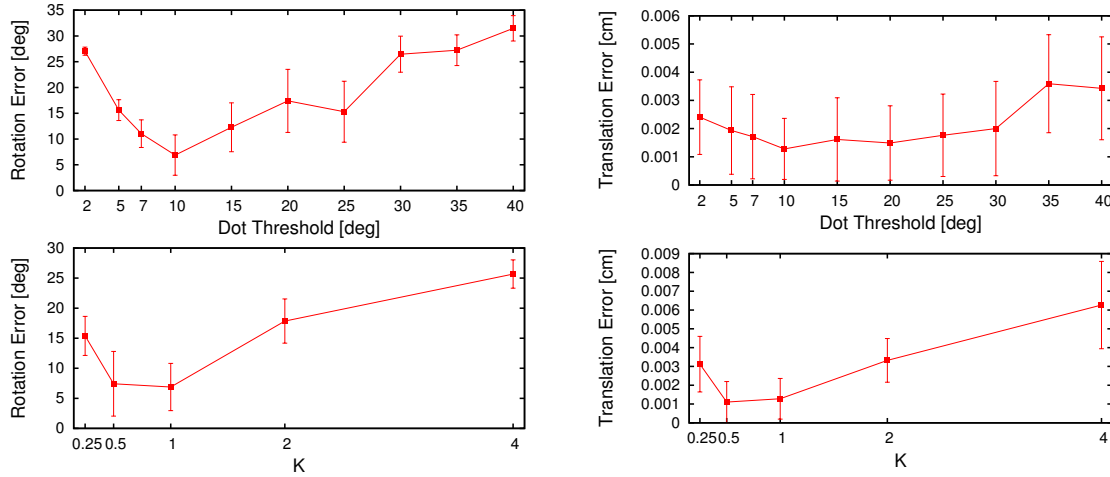 Rotation Error [deg]
35
30
25
20
15
10
5
0
2 5 7 10 15 20 25 30 35 40
Dot Threshold [deg]
Translation Error [cm]
0.006
0.005
0.004
0.003
0.002
0.001
0
2 5 7 10 15 20 25 30 35 40
Dot Threshold [deg]
Rotation Error [deg]
30
25
20
15
10
5
0
0.25 0.5 1 2 4
K
Translation Error [cm]
0.009
0.008
0.007
0.006
0.005
0.004
0.003
0.002
0.001
0
0.25 0.5 1 2 4
K